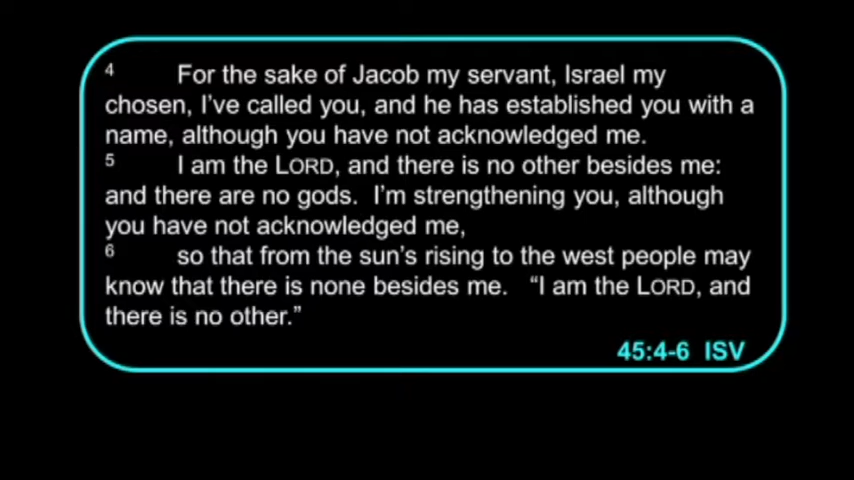 4 For the sake of Jacob my servant, Israel my
chosen, I've called you, and he has established you with a
name, although you have not acknowledged me.
5 I am the LORD, and there is no other besides me:
and there are no gods. I'm strengthening you, although
you have not acknowledged me,
6 so that from the sun's rising to the west people may
know that there is none besides me. “I am the LORD, and
there is no other.”
45:4-6 ISV